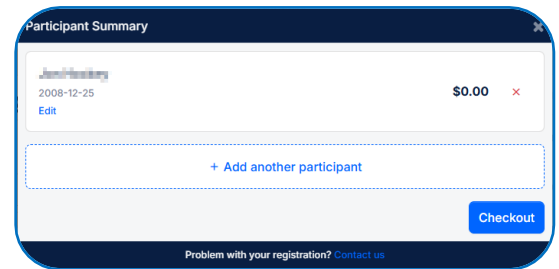 Participant Summary ×
2008-12-25
$0.00 ×
Edit
+ Add another participant
Checkout
Problem with your registration? Contact us